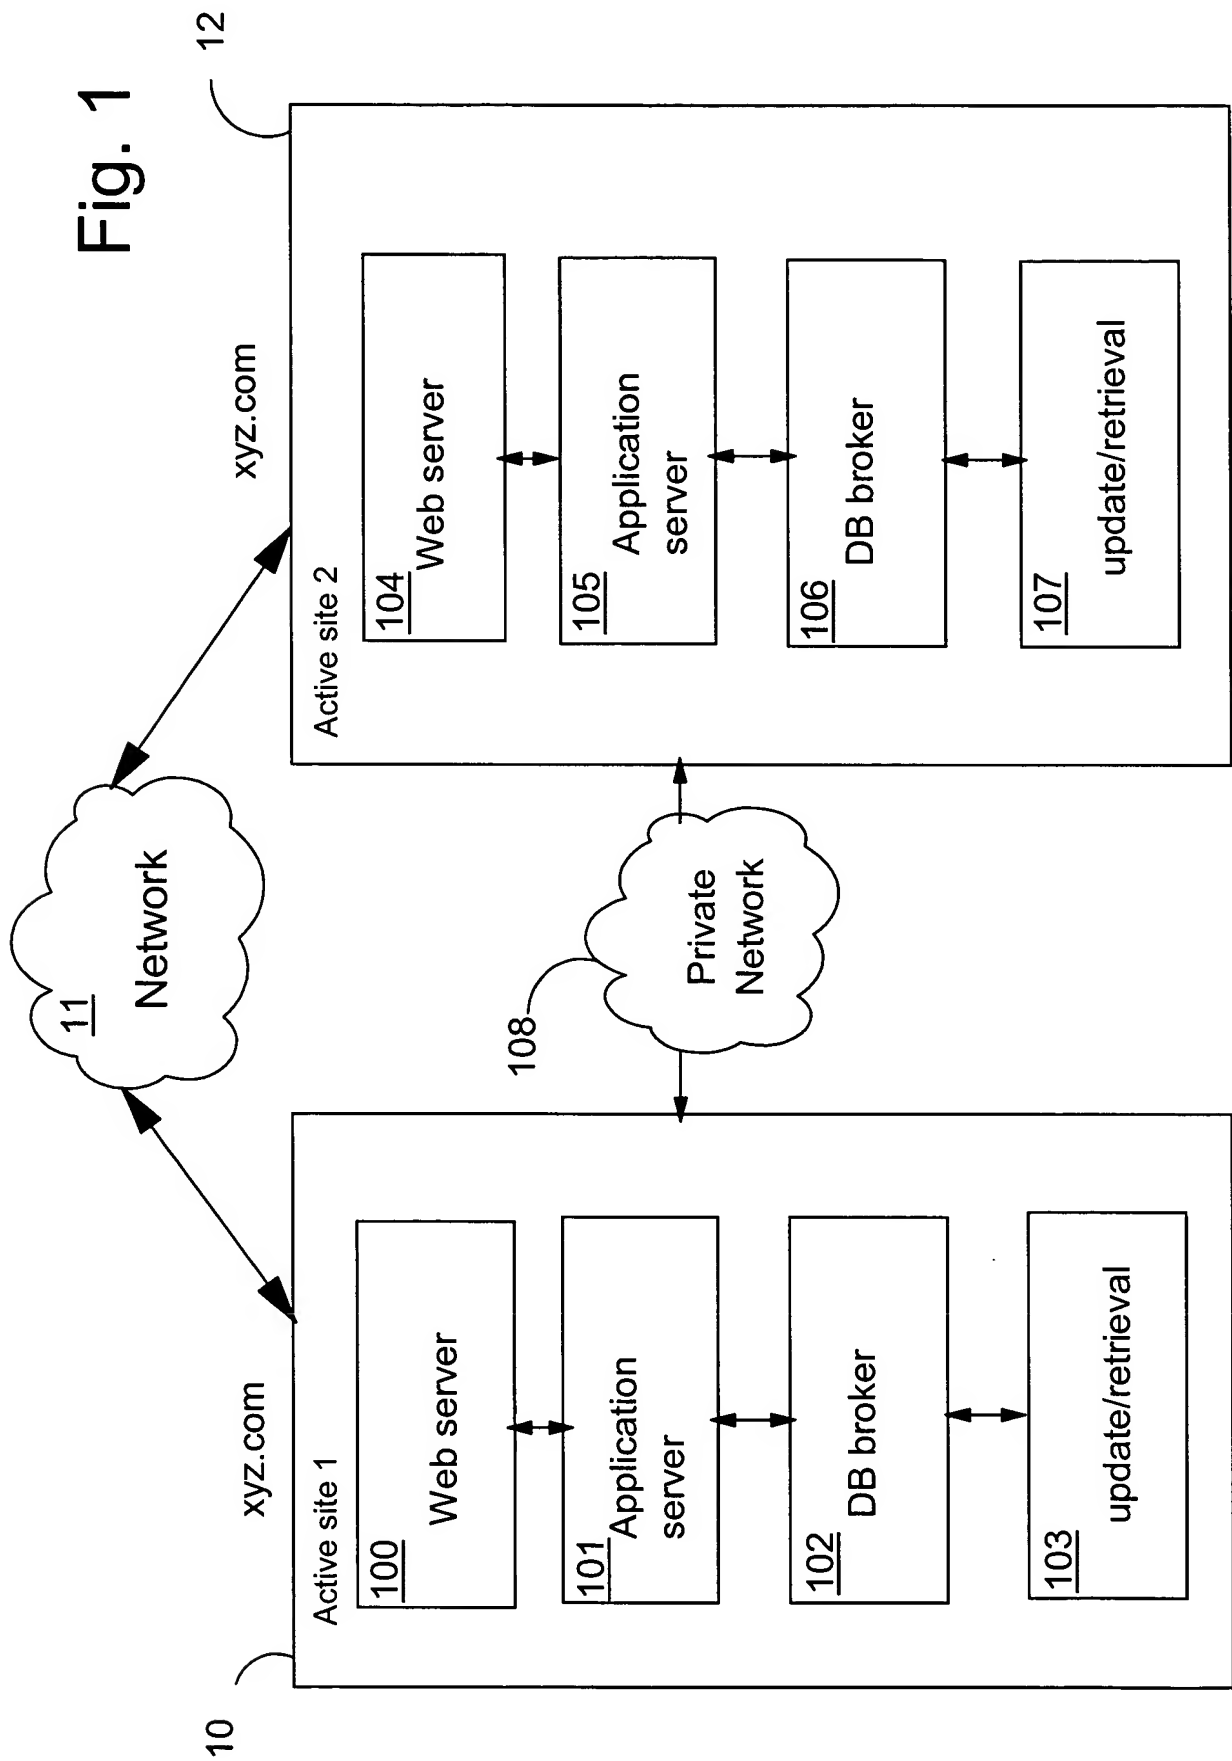 Fig. 1
11
Network
xyz.com
xyz.com
10
12
Active site 1
100
Web server
101
Application
server
102
DB broker
103
update/retrieval
108
Private
Network
Active site 2
104
Web server
105
Application
server
106
DB broker
107
update/retrieval